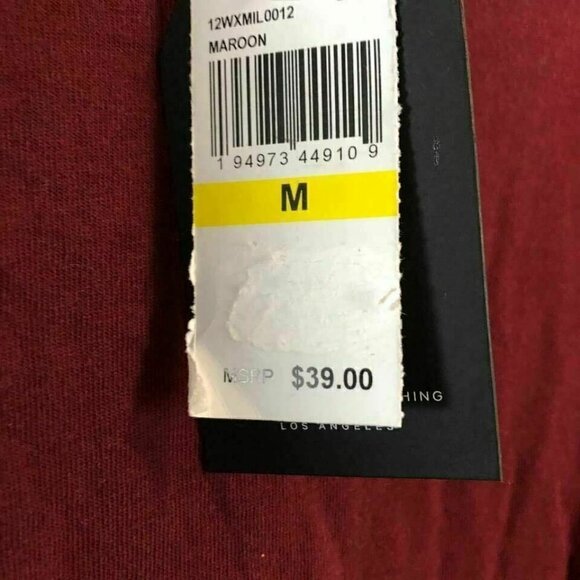 12WXMIL0012
MAROON
1 94973 44910 9
M
MSRP $39.00
HING
LOS ANGELES